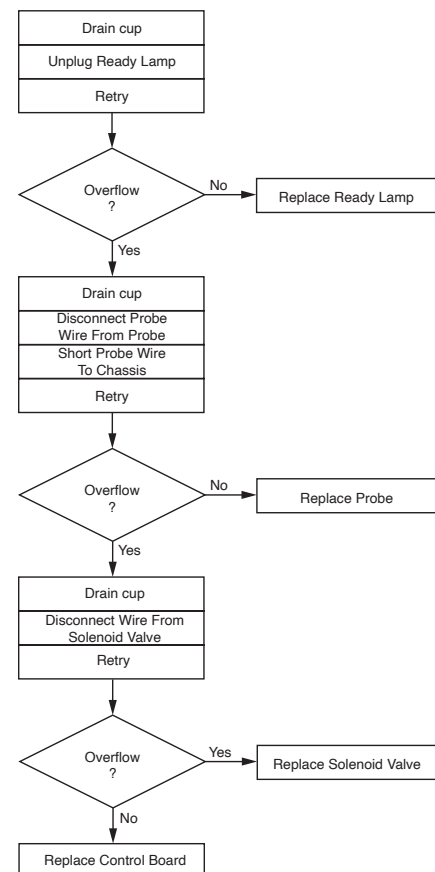 Drain cup
Unplug Ready Lamp
Retry
Overflow
?
No
Replace Ready Lamp
Yes
Drain cup
Disconnect Probe
Wire From Probe
Short Probe Wire
To Chassis
Retry
Overflow
?
No
Replace Probe
Yes
Drain cup
Disconnect Wire From
Solenoid Valve
Retry
Overflow
?
Yes
Replace Solenoid Valve
No
Replace Control Board